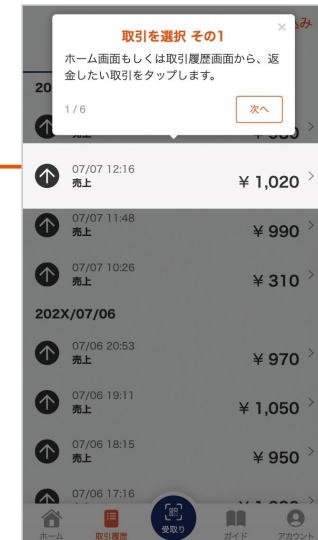 取引を選択 その1
×
ホーム画面もしくは取引履歴画面から、返
金したい取引をタップします。
1 / 6
次へ
07/07 12:16
売上
¥ 1,020
07/07 11:48
売上
¥ 990
07/07 10:26
売上
¥ 310
202X/07/06
07/06 20:53
売上
¥ 970
07/06 19:11
売上
¥ 1,050
07/06 18:15
売上
¥ 950
07/06 17:16
ホーム
取引履歴
受取り
ガイド
アカウント